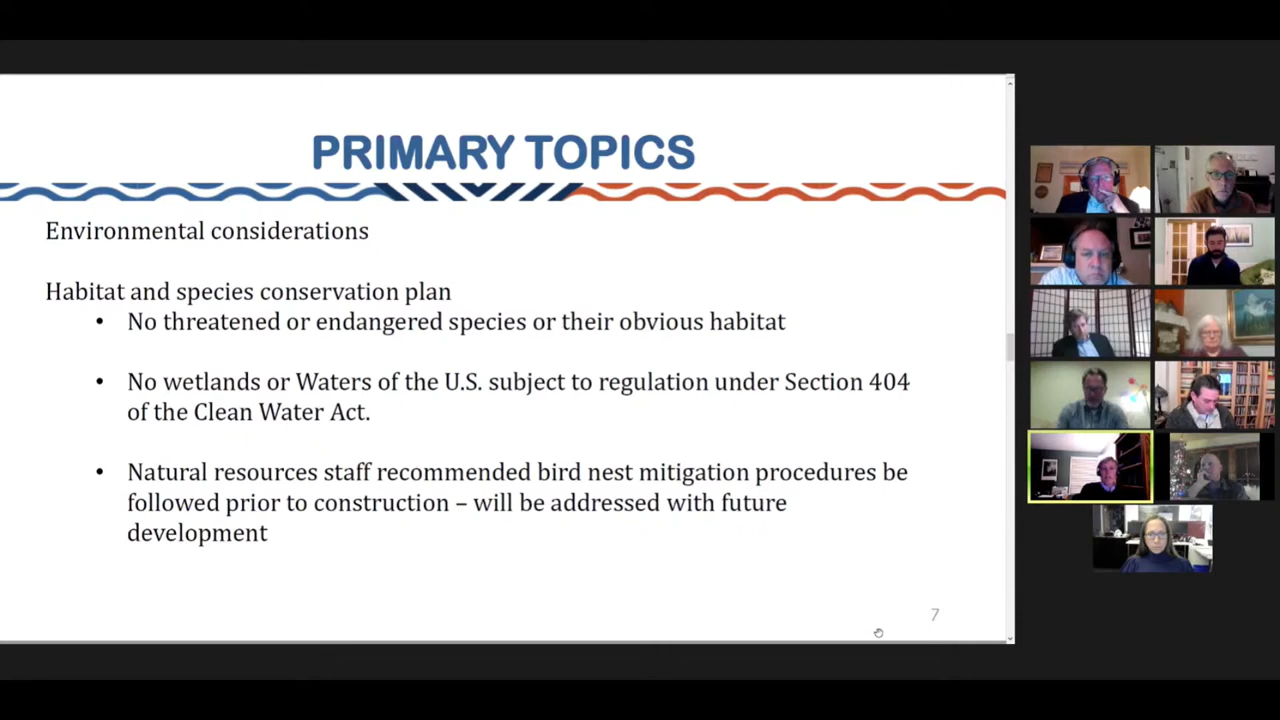 PRIMARY TOPICS
Environmental considerations
Habitat and species conservation plan
• No threatened or endangered species or their obvious habitat
• No wetlands or Waters of the U.S. subject to regulation under Section 404
of the Clean Water Act.
• Natural resources staff recommended bird nest mitigation procedures be
followed prior to construction – will be addressed with future
development
7